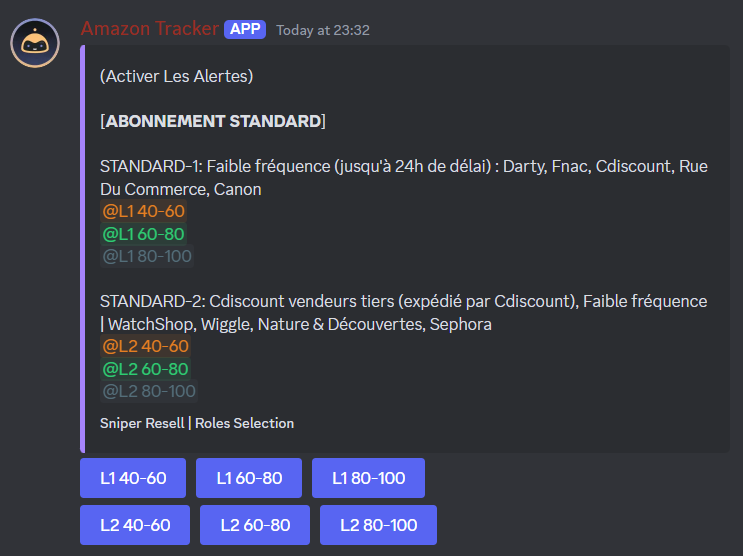 Amazon Tracker APP Today at 23:32
(Activer Les Alertes)
[ABONNEMENT STANDARD]
STANDARD-1: Faible fréquence (jusqu'à 24h de délai) : Darty, Fnac, Cdiscount, Rue
Du Commerce, Canon
@L1 40-60
@L1 60-80
@L1 80-100
STANDARD-2: Cdiscount vendeurs tiers (expédié par Cdiscount), Faible fréquence
| WatchShop, Wiggle, Nature & Découvertes, Sephora
@L2 40-60
@L2 60-80
@L2 80-100
Sniper Resell | Roles Selection
L1 40-60 L1 60-80 L1 80-100
L2 40-60 L2 60-80 L2 80-100